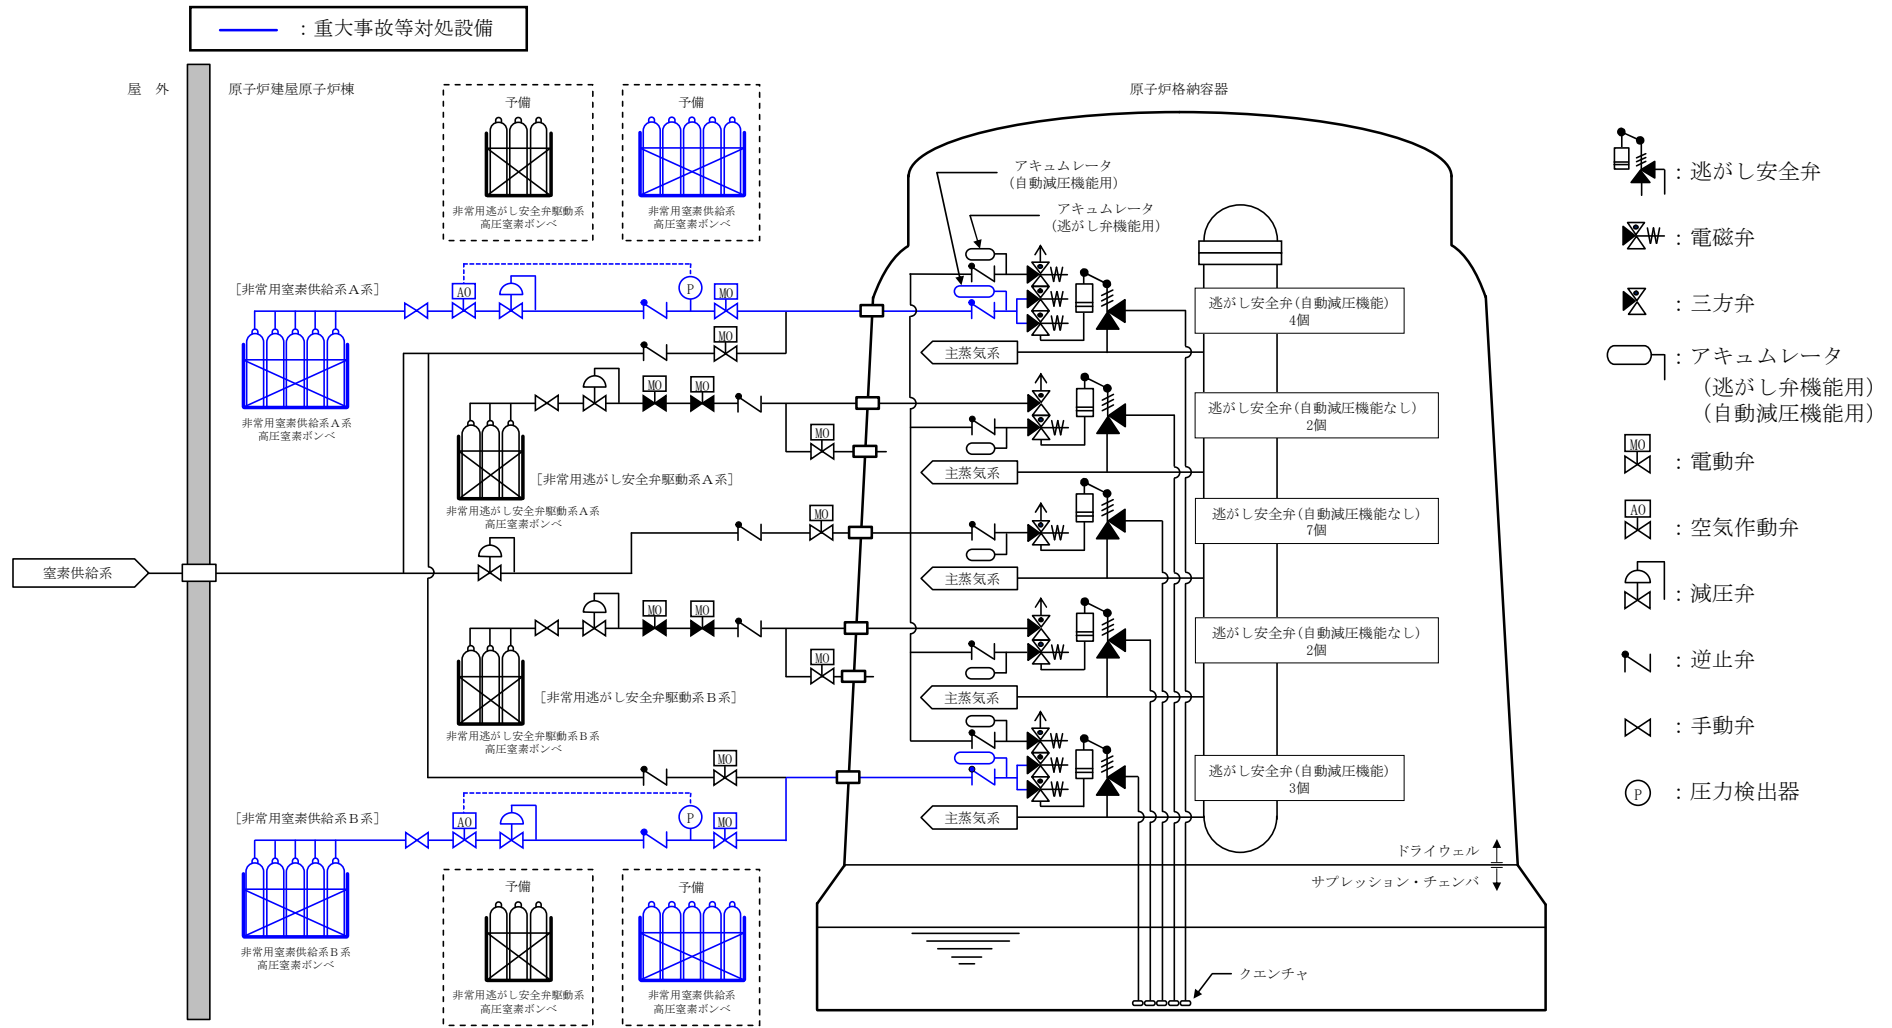 ：重大事故等対処設備
屋　外
原子炉建屋原子炉棟
予備
非常用逃がし安全弁駆動系
高圧窒素ボンベ
予備
非常用窒素供給系
高圧窒素ボンベ
原子炉格納容器
アキュムレータ
(自動減圧機能用)
アキュムレータ
(逃がし弁機能用)
[非常用窒素供給系Ａ系]
AO
P
MO
MO
非常用窒素供給系Ａ系
高圧窒素ボンベ
逃がし安全弁(自動減圧機能)
4個
主蒸気系
MO
MO
MO
[非常用逃がし安全弁駆動系Ａ系]
非常用逃がし安全弁駆動系Ａ系
高圧窒素ボンベ
逃がし安全弁(自動減圧機能なし)
2個
主蒸気系
MO
逃がし安全弁(自動減圧機能なし)
7個
主蒸気系
窒素供給系
MO
MO
MO
[非常用逃がし安全弁駆動系Ｂ系]
非常用逃がし安全弁駆動系Ｂ系
高圧窒素ボンベ
逃がし安全弁(自動減圧機能なし)
2個
主蒸気系
MO
逃がし安全弁(自動減圧機能)
3個
主蒸気系
[非常用窒素供給系Ｂ系]
AO
P
MO
非常用窒素供給系Ｂ系
高圧窒素ボンベ
予備
非常用逃がし安全弁駆動系
高圧窒素ボンベ
予備
非常用窒素供給系
高圧窒素ボンベ
ドライウェル
サプレッション・チェンバ
クエンチャ
：逃がし安全弁
：電磁弁
：三方弁
：アキュムレータ
(逃がし弁機能用)
(自動減圧機能用)
MO
：電動弁
AO
：空気作動弁
：減圧弁
：逆止弁
：手動弁
P
：圧力検出器